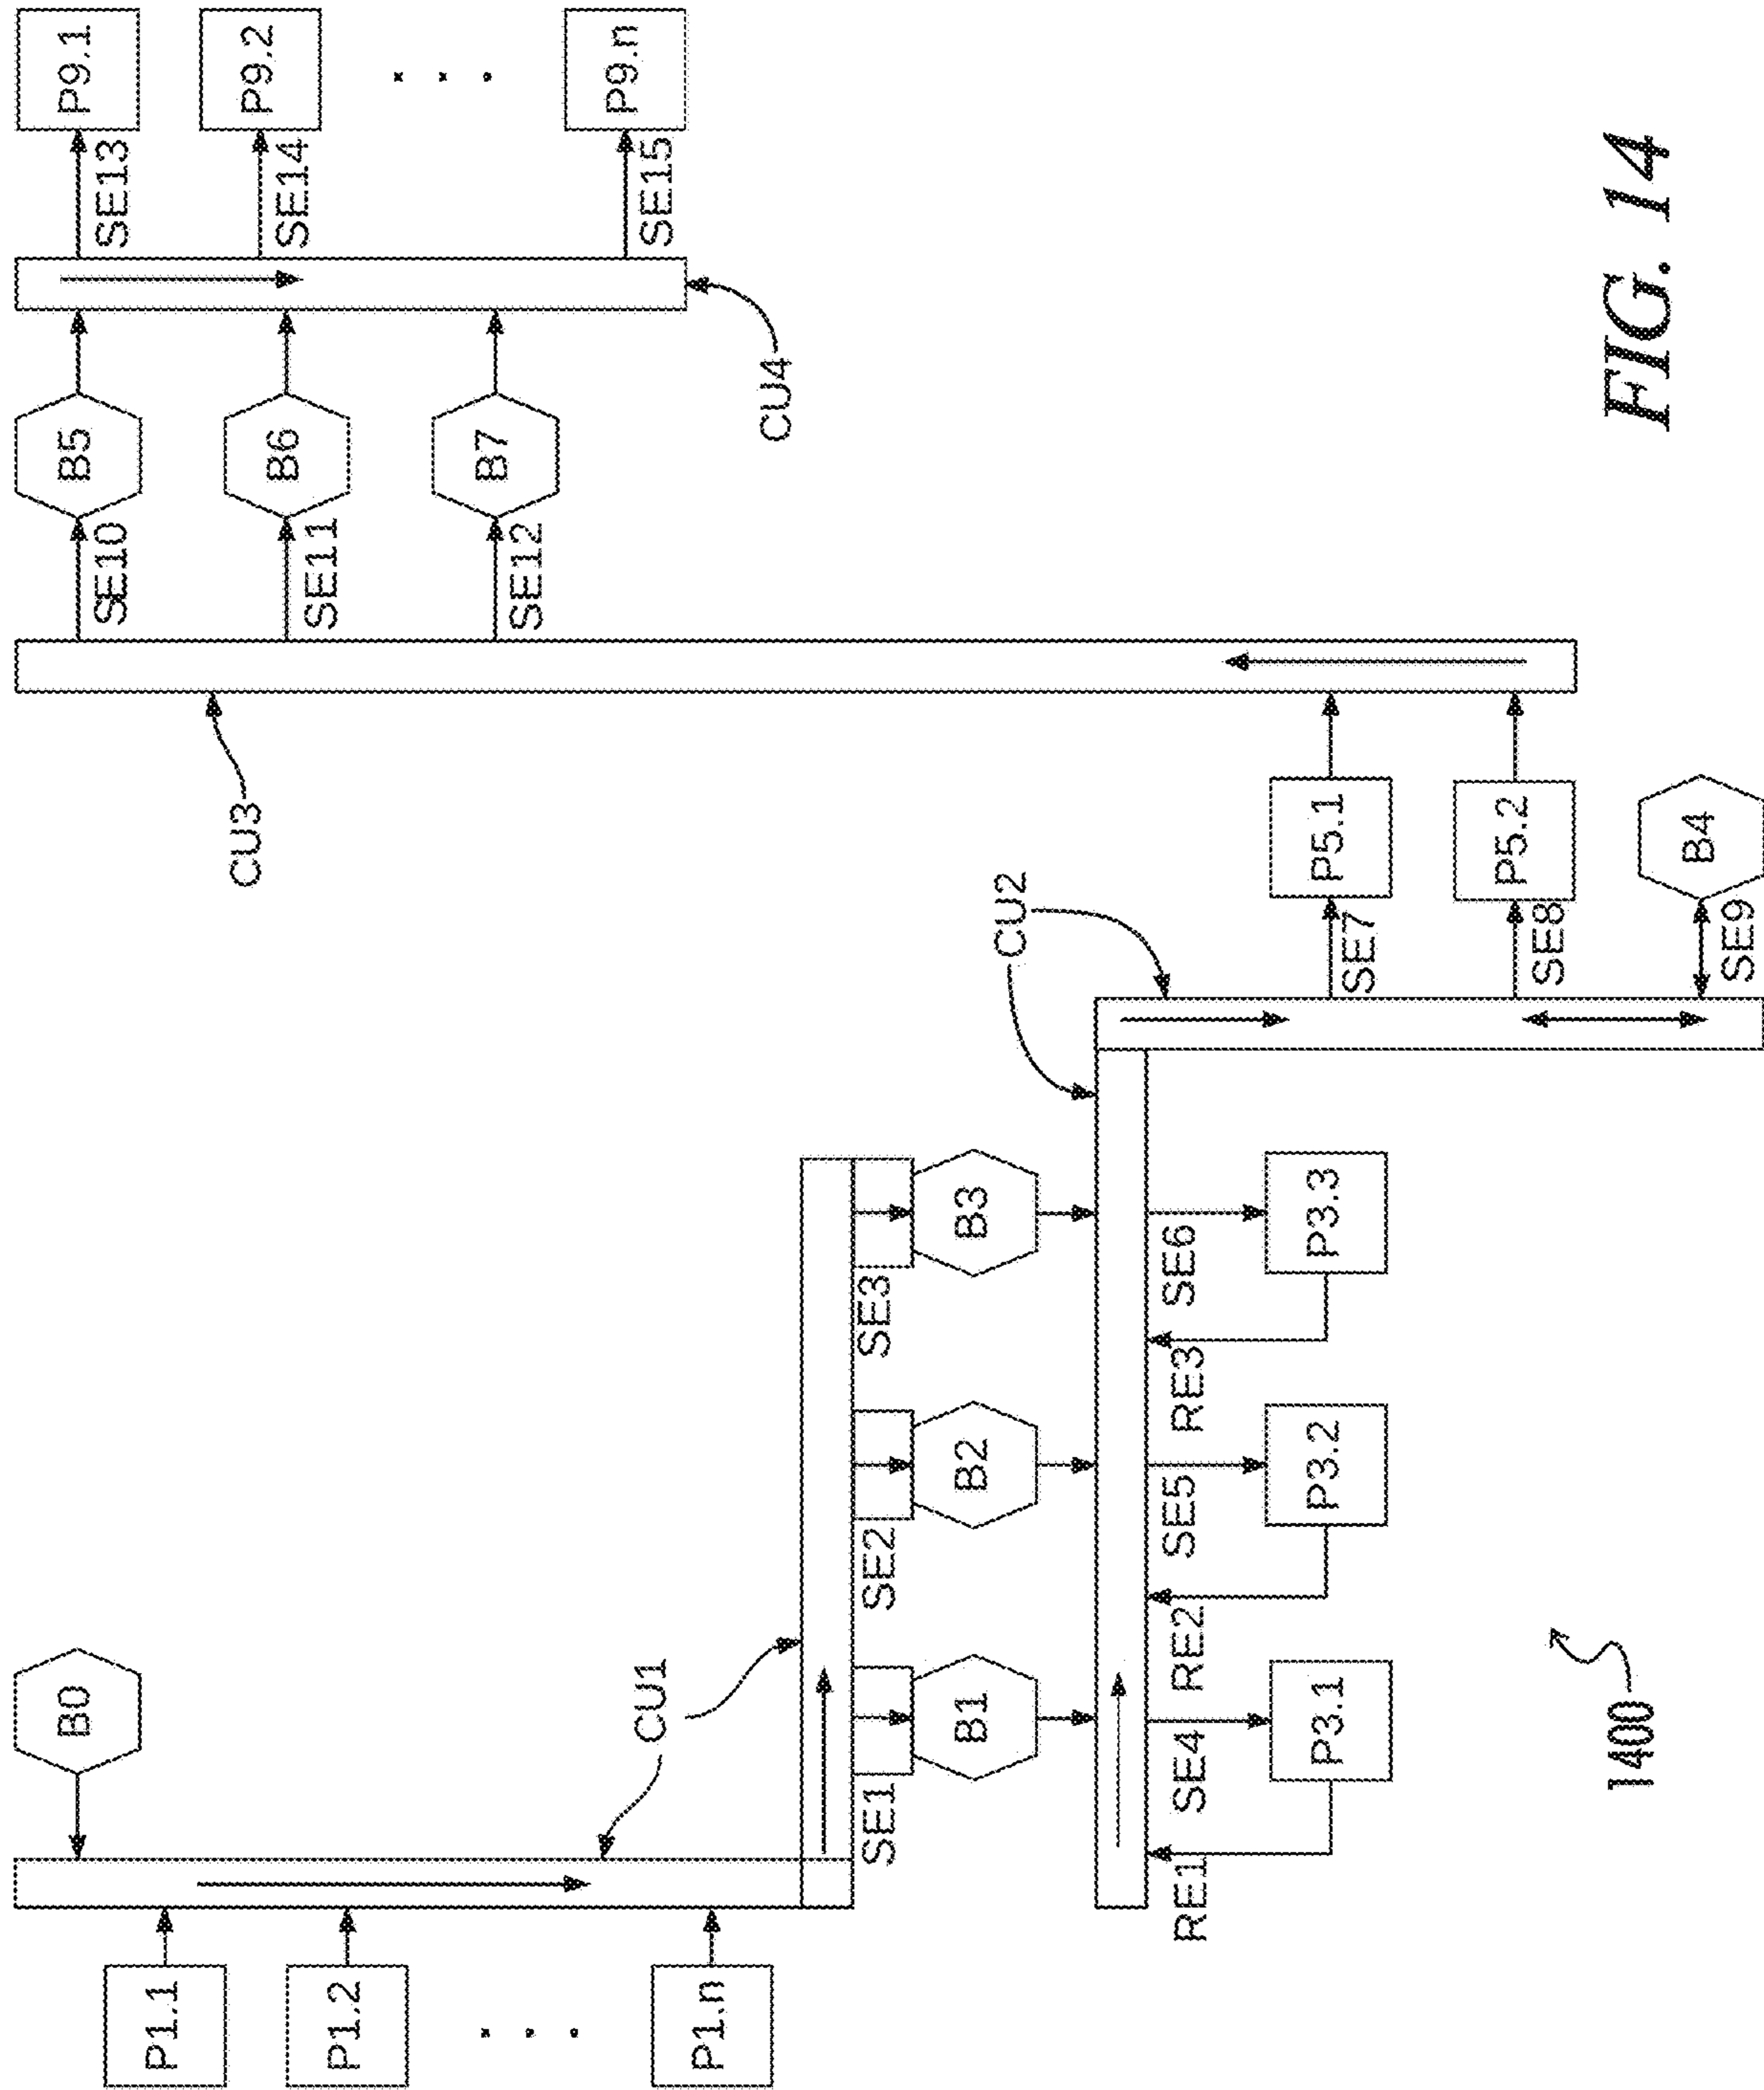 P1.1
P1.2
P1.n
B0
CU1
SE1
SE2
SE3
B1
B2
B3
RE1
SE4
RE2
SE5
RE3
SE6
P3.1
P3.2
P3.3
CU2
SE7
SE8
SE9
P5.1
P5.2
B4
CU3
SE10
SE11
SE12
B5
B6
B7
CU4
SE13
SE14
SE15
P9.1
P9.2
P9.n
1400
FIG. 14